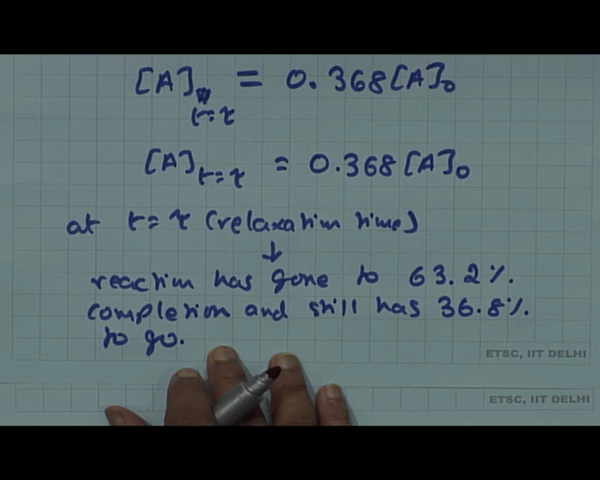 [A]t=τ = 0.368[A]₀
[A]t=τ = 0.368[A]₀
at t=τ (relaxation time)
↓
reaction has gone to 63.2%.
completion and still has 36.8%.
to go.
ETSC, IIT DELHI
ETSC, IIT DELHI